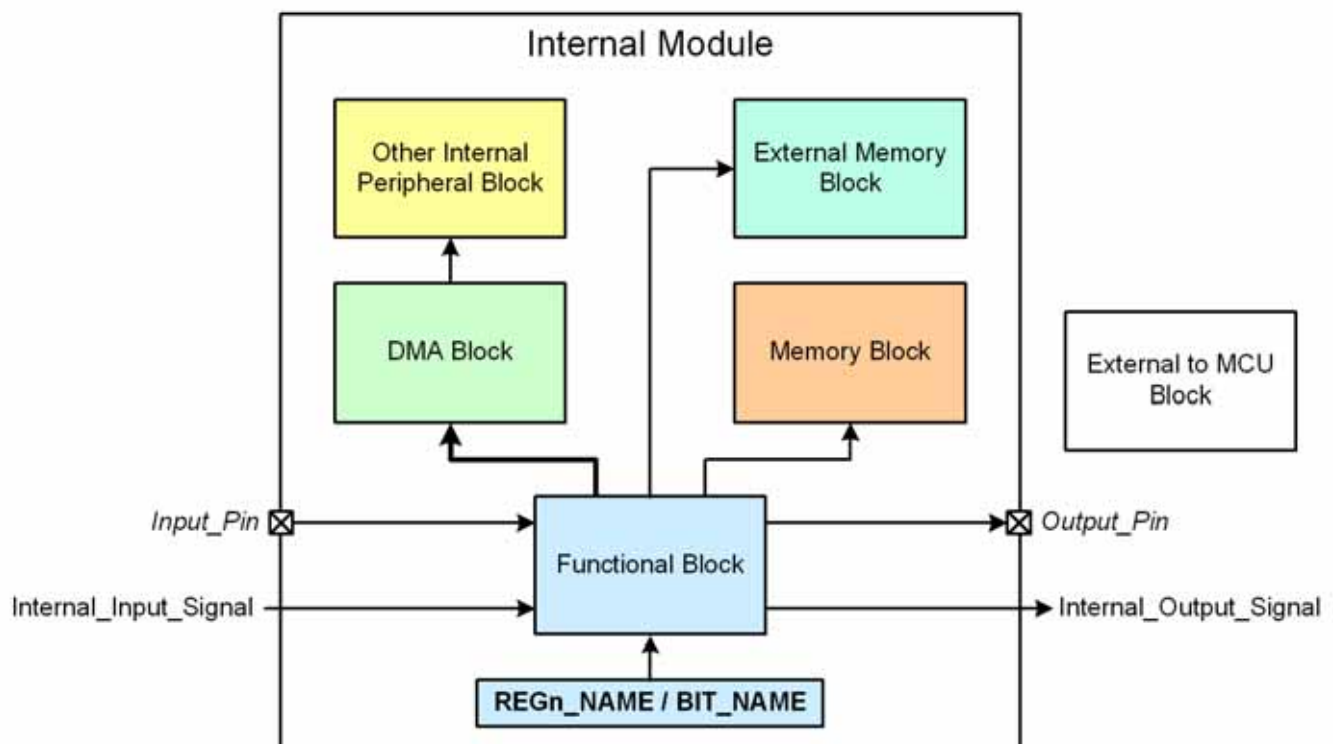 Internal Module
Other Internal
Peripheral Block
External Memory
Block
DMA Block
Memory Block
External to MCU
Block
Input_Pin
Output_Pin
Functional Block
Internal_Input_Signal
Internal_Output_Signal
REGn_NAME / BIT_NAME